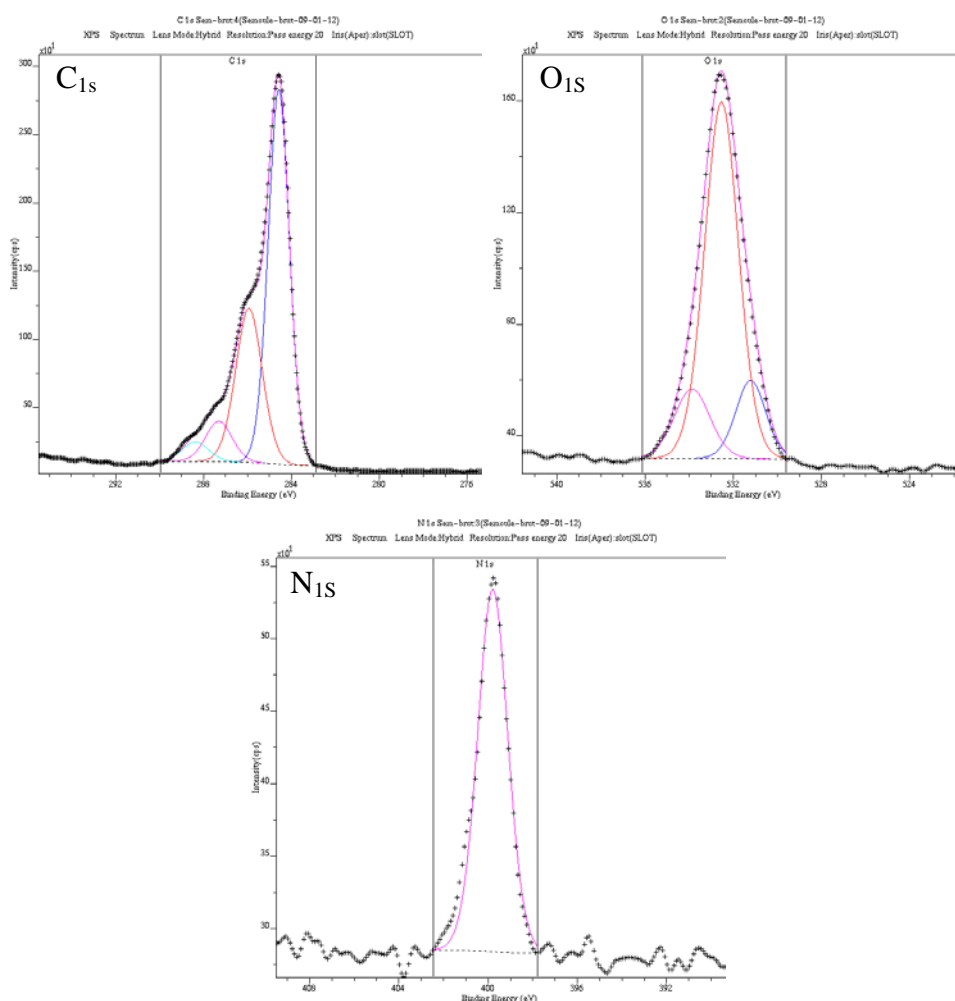 C 1s Sem-brut:4(Semoule-brut-09-01-12)
XPS Spectrum Lens Mode:Hybrid Resolution:Pass energy 20 Iris(Aper):slot(SLOT)
x10¹
C 1s
C1s
300
250
200
150
100
50
Intensity(cps)
292 288 284 280 276
Binding Energy (eV)
O 1s Sem-brut:2(Semoule-brut-09-01-12)
XPS Spectrum Lens Mode:Hybrid Resolution:Pass energy 20 Iris(Aper):slot(SLOT)
x10¹
O 1s
O1S
160
120
80
40
Intensity(cps)
540 536 532 528 524
Binding Energy (eV)
N 1s Sem-brut:3(Semoule-brut-09-01-12)
XPS Spectrum Lens Mode:Hybrid Resolution:Pass energy 20 Iris(Aper):slot(SLOT)
x10¹
N 1s
N1S
55
50
45
40
35
30
Intensity(cps)
408 404 400 396 392
Binding Energy (eV)